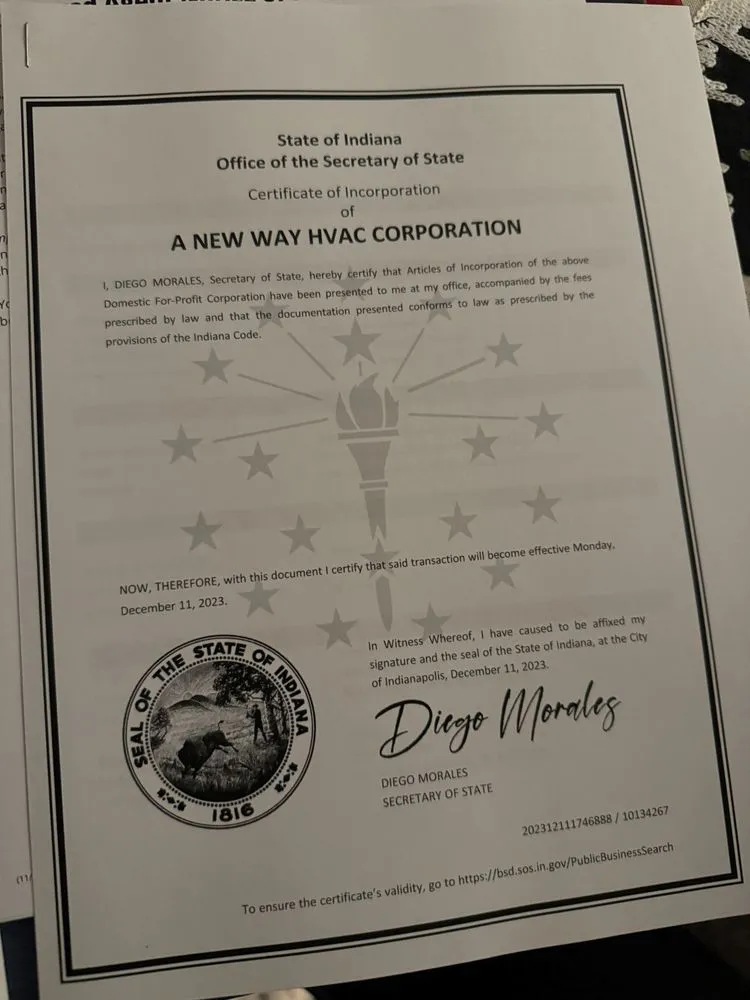 State of Indiana
Office of the Secretary of State
Certificate of Incorporation
of
A NEW WAY HVAC CORPORATION
I, DIEGO MORALES, Secretary of State, hereby certify that Articles of Incorporation of the above
Domestic For-Profit Corporation have been presented to me at my office, accompanied by the fees
prescribed by law and that the documentation presented conforms to law as prescribed by the
provisions of the Indiana Code.
NOW, THEREFORE, with this document I certify that said transaction will become effective Monday,
December 11, 2023.
In Witness Whereof, I have caused to be affixed my
signature and the seal of the State of Indiana, at the City
of Indianapolis, December 11, 2023.
SEAL OF THE STATE OF INDIANA
1816
Diego Morales
DIEGO MORALES
SECRETARY OF STATE
202312111746888 / 10134267
To ensure the certificate's validity, go to https://bsd.sos.in.gov/PublicBusinessSearch